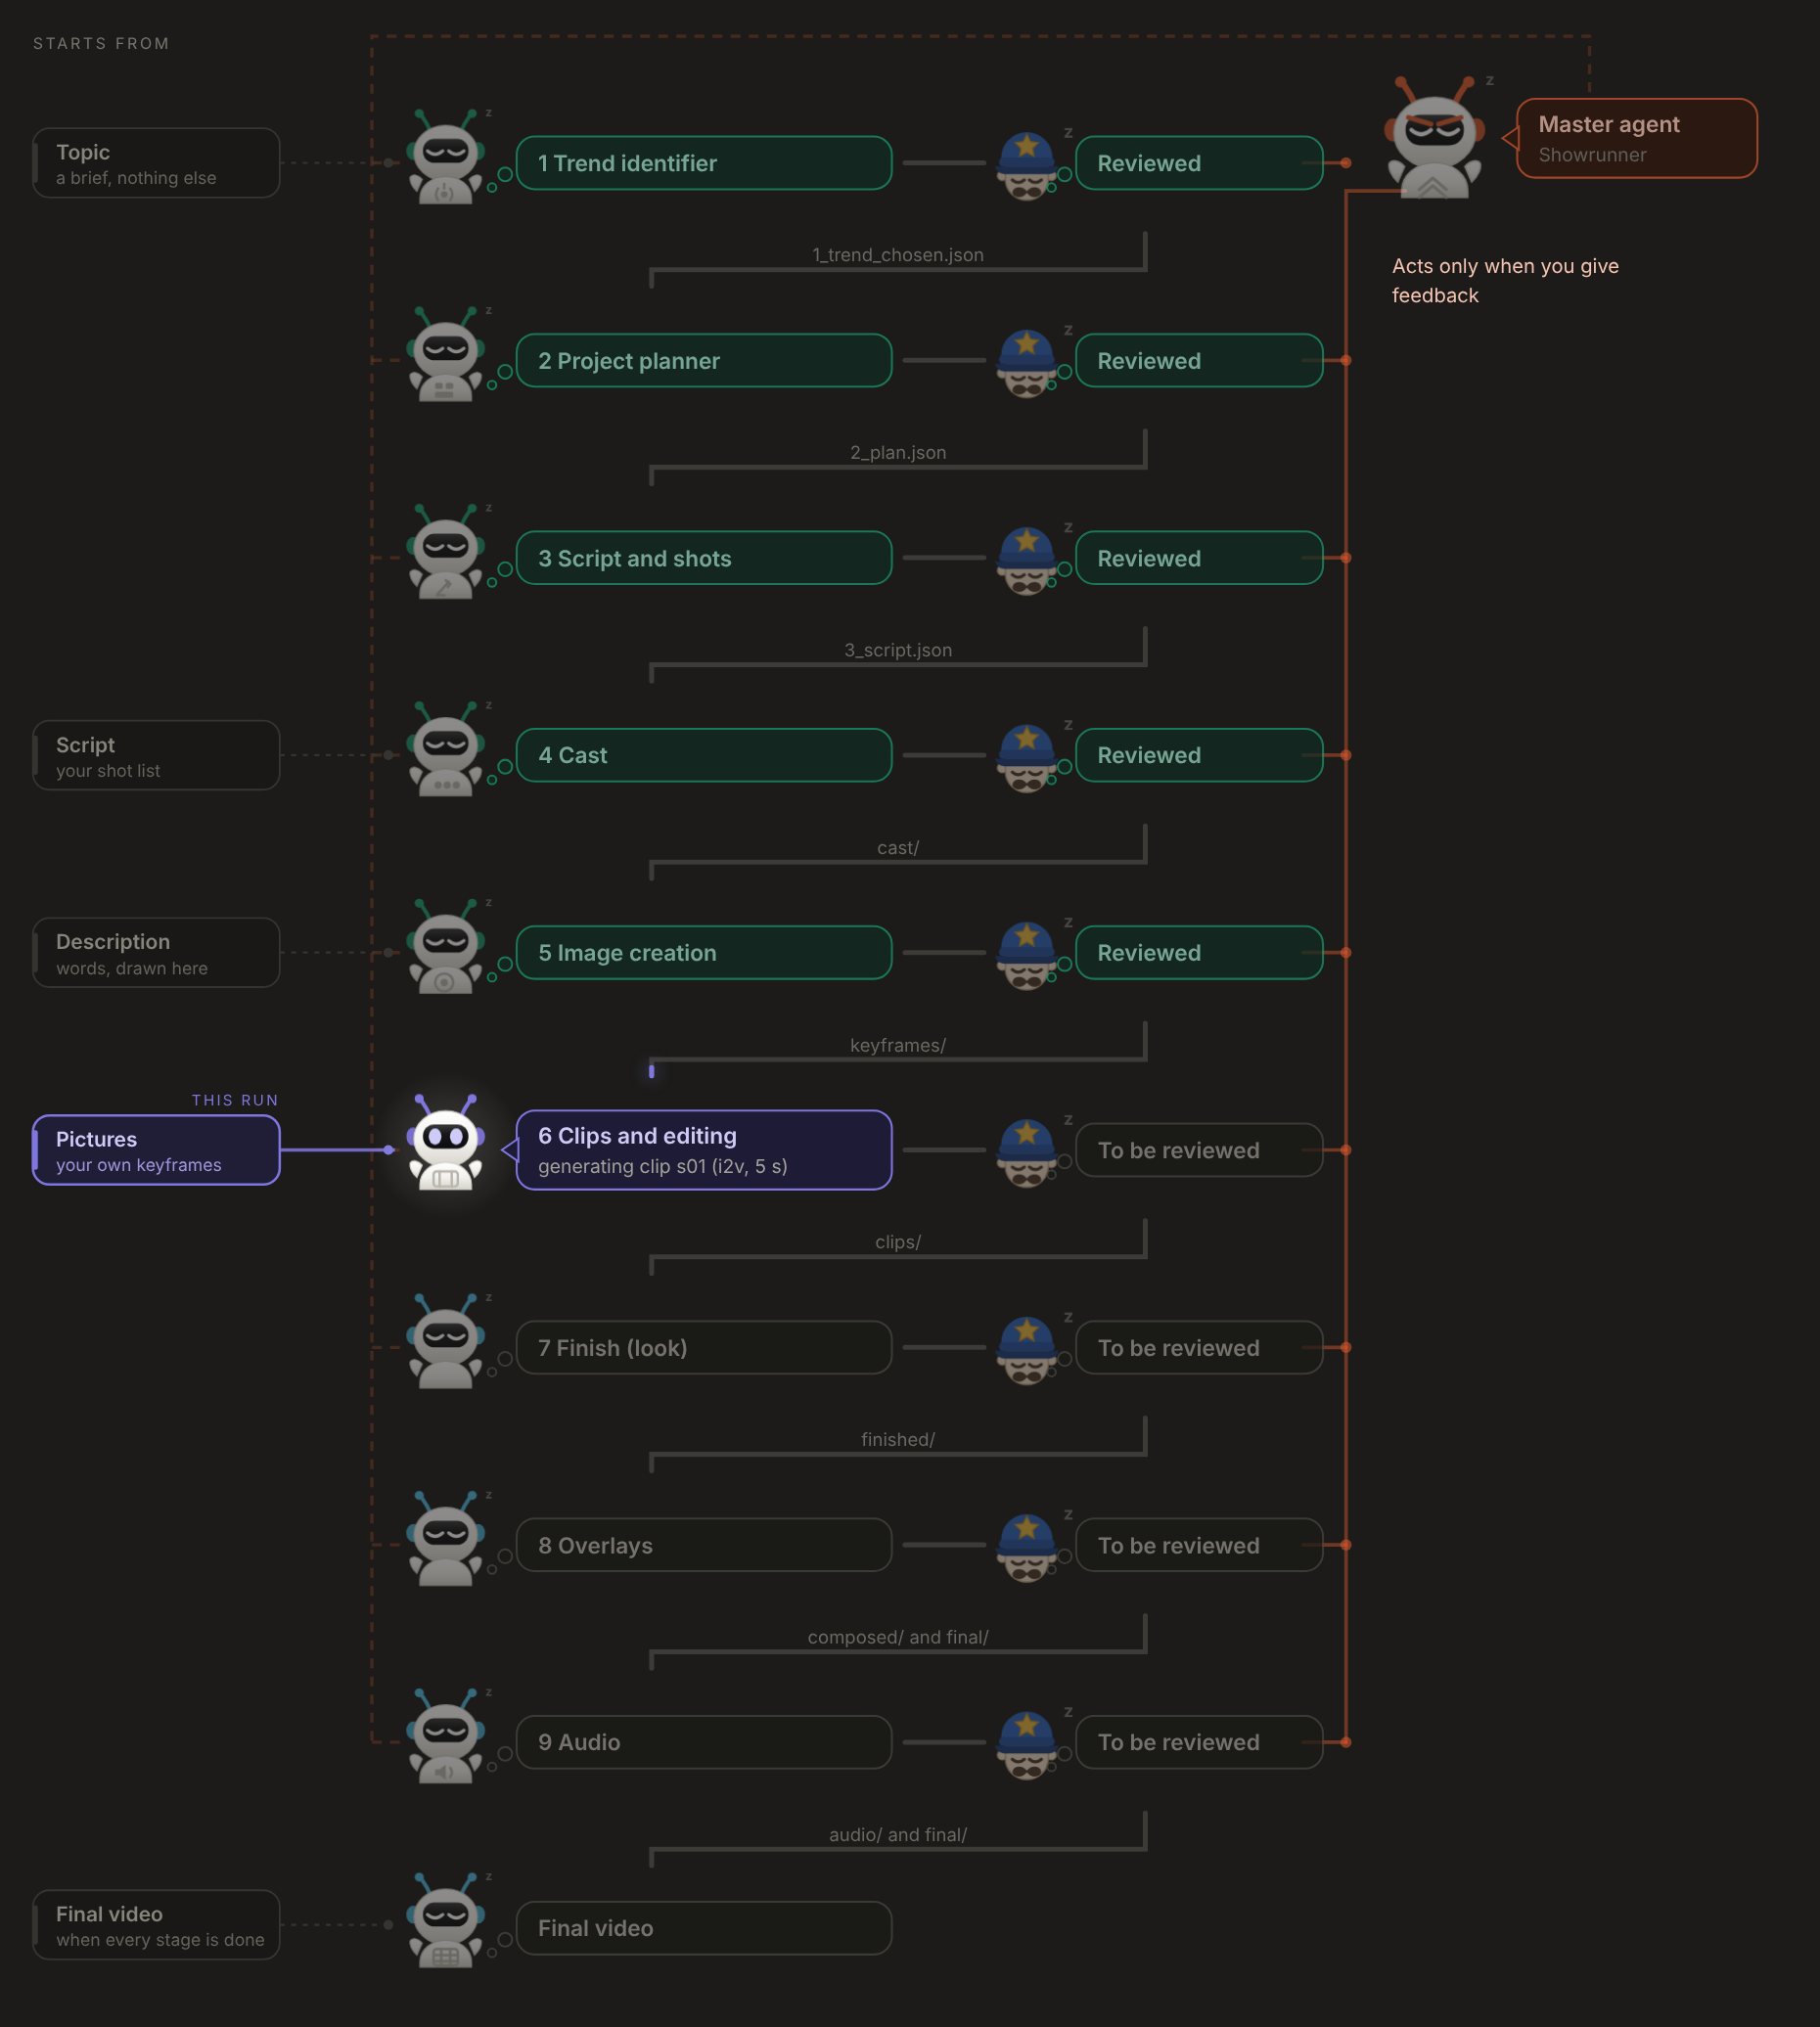 STARTS FROM
Topic
a brief, nothing else
z
1 Trend identifier
z
Reviewed
z
Master agent
Showrunner
1_trend_chosen.json
Acts only when you give
feedback
z
2 Project planner
z
Reviewed
2_plan.json
z
3 Script and shots
z
Reviewed
3_script.json
Script
your shot list
z
4 Cast
z
Reviewed
cast/
Description
words, drawn here
z
5 Image creation
z
Reviewed
keyframes/
THIS RUN
Pictures
your own keyframes
6 Clips and editing
generating clip s01 (i2v, 5 s)
z
To be reviewed
clips/
z
7 Finish (look)
z
To be reviewed
finished/
z
8 Overlays
z
To be reviewed
composed/ and final/
z
9 Audio
z
To be reviewed
audio/ and final/
Final video
when every stage is done
z
Final video